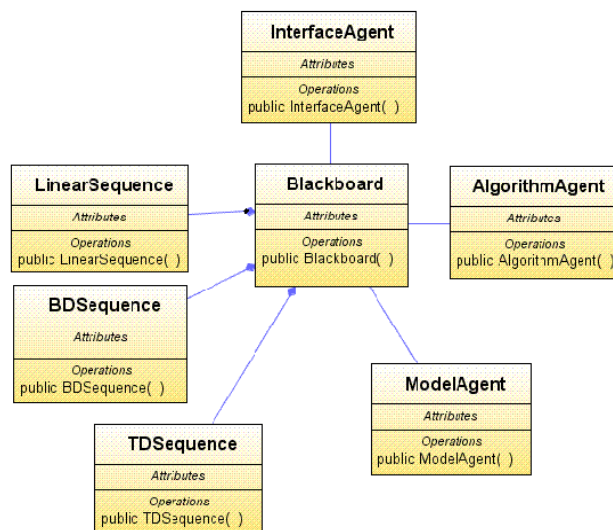 InterfaceAgent
Attributes
Operations
public InterfaceAgent( )
LinearSequence
Attributes
Operations
public LinearSequence( )
Blackboard
Attributes
Operations
public Blackboard( )
AlgorithmAgent
Attributes
Operations
public AlgorithmAgent( )
BDSequence
Attributes
Operations
public BDSequence( )
ModelAgent
Attributes
Operations
public ModelAgent( )
TDSequence
Attributes
Operations
public TDSequence( )